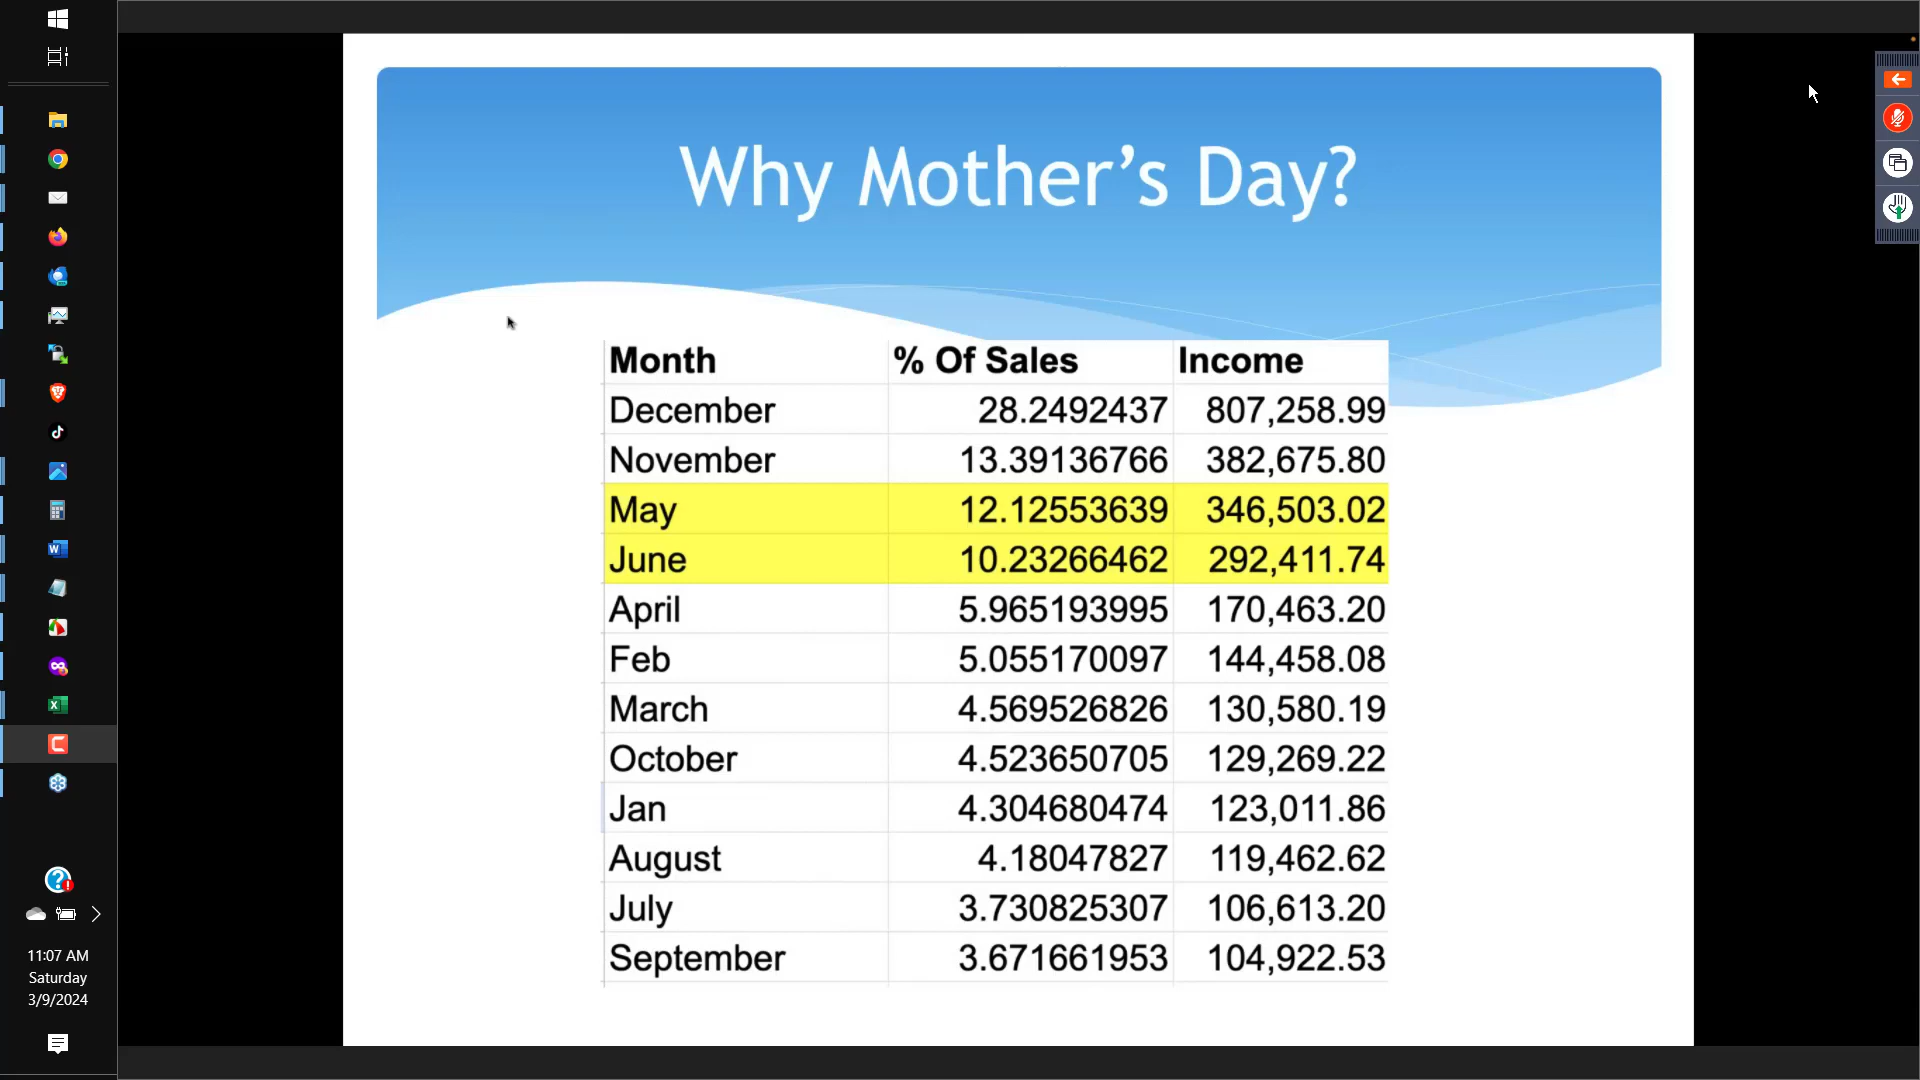 Why Mother’s Day?
Month % Of Sales Income
December 28.2492437 807,258.99
November 13.39136766 382,675.80
May 12.12553639 346,503.02
June 10.23266462 292,411.74
April 5.965193995 170,463.20
Feb 5.055170097 144,458.08
March 4.569526826 130,580.19
October 4.523650705 129,269.22
Jan 4.304680474 123,011.86
August 4.18047827 119,462.62
July 3.730825307 106,613.20
September 3.671661953 104,922.53
11:07 AM
Saturday
3/9/2024